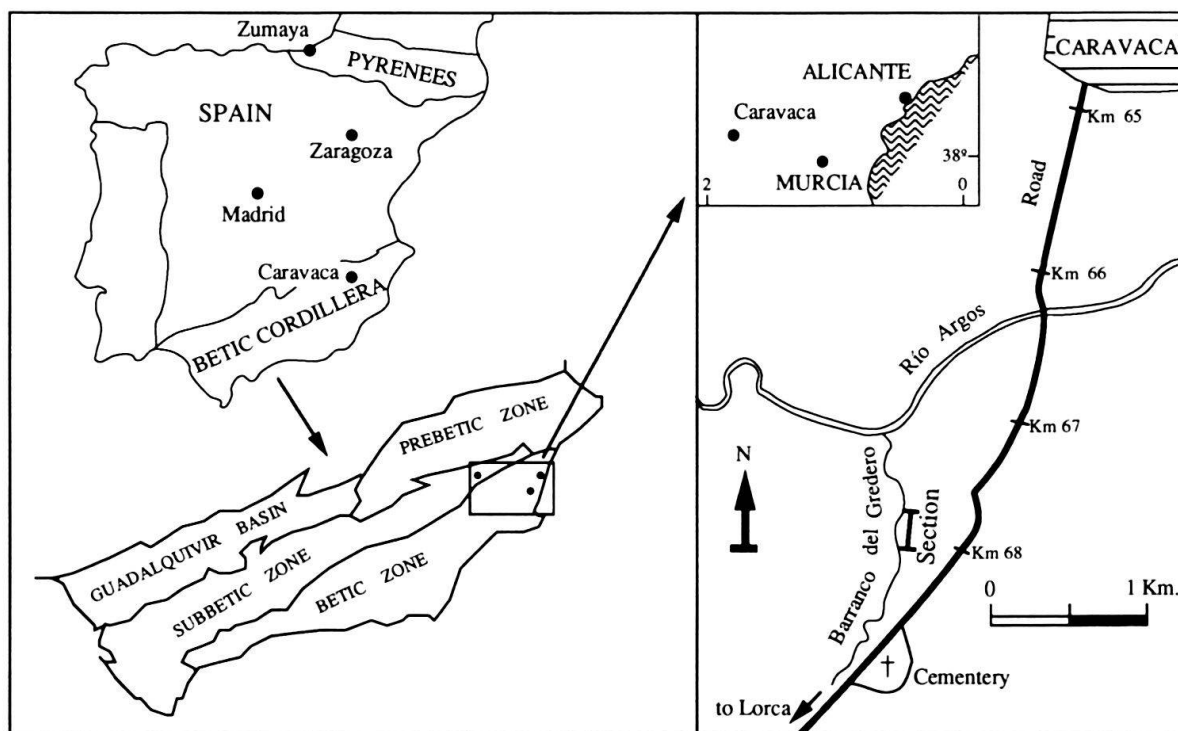 Zumaya
PYRENEES
SPAIN
Zaragoza
Madrid
Caravaca
BETIC CORDILLERA
PREBETIC ZONE
GUADALQUIVIR BASIN
SUBBETIC ZONE
BETIC ZONE
ALICANTE
Caravaca
38º
MURCIA
2
0
CARAVACA
Km 65
Road
Km 66
Río Argos
Km 67
N
Barranco del Gredero
Section
Km 68
0 1 Km.
Cementery
to Lorca